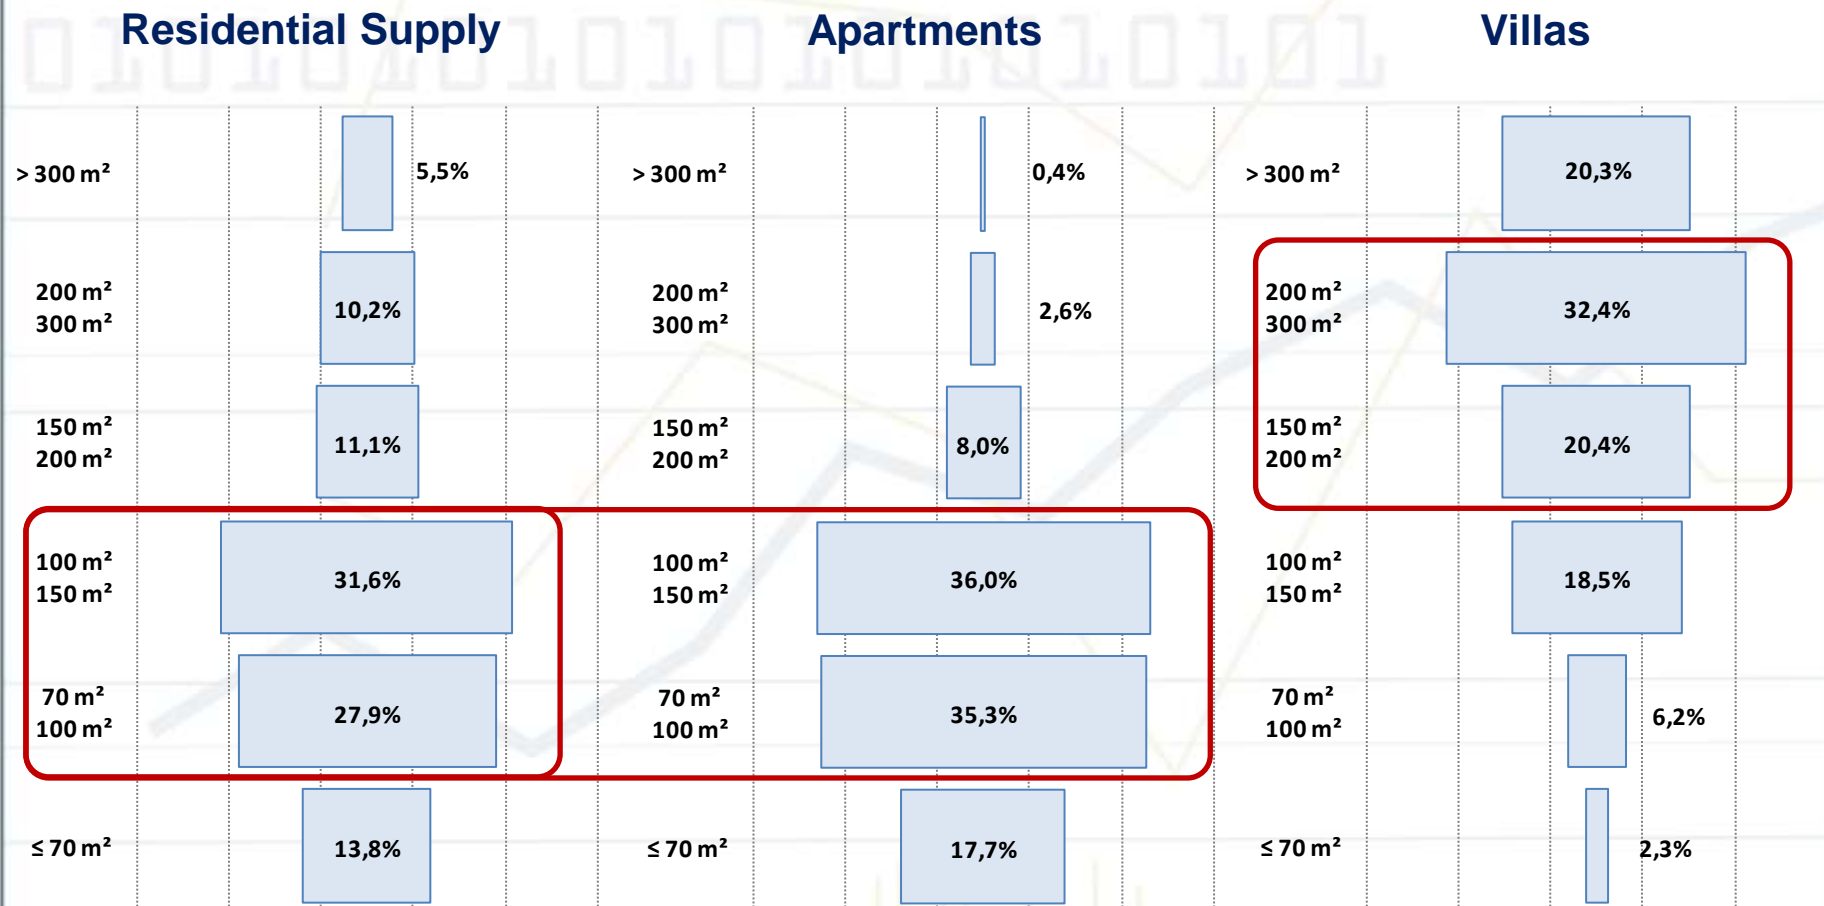 Residential Supply
> 300 m²
5,5%
200 m²
300 m²
10,2%
150 m²
200 m²
11,1%
100 m²
150 m²
31,6%
70 m²
100 m²
27,9%
≤ 70 m²
13,8%
Apartments
> 300 m²
0,4%
200 m²
300 m²
2,6%
150 m²
200 m²
8,0%
100 m²
150 m²
36,0%
70 m²
100 m²
35,3%
≤ 70 m²
17,7%
Villas
> 300 m²
20,3%
200 m²
300 m²
32,4%
150 m²
200 m²
20,4%
100 m²
150 m²
18,5%
70 m²
100 m²
6,2%
≤ 70 m²
2,3%
010101010101010101010101